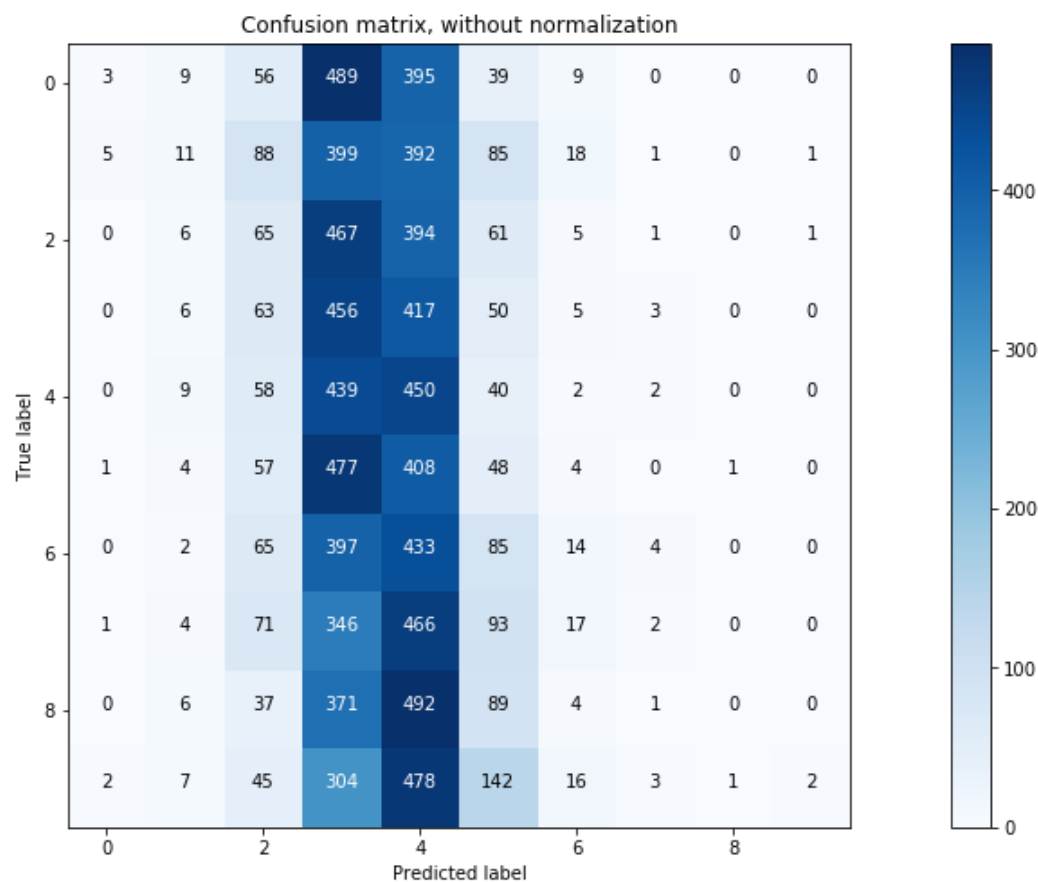 Confusion matrix, without normalization
0 3 9 56 489 395 39 9 0 0 0
5 11 88 399 392 85 18 1 0 1
2 0 6 65 467 394 61 5 1 0 1
0 6 63 456 417 50 5 3 0 0
4 0 9 58 439 450 40 2 2 0 0
1 4 57 477 408 48 4 0 1 0
6 0 2 65 397 433 85 14 4 0 0
1 4 71 346 466 93 17 2 0 0
8 0 6 37 371 492 89 4 1 0 0
2 7 45 304 478 142 16 3 1 2
0 2 4 6 8
Predicted label
True label
400
300
200
100
0